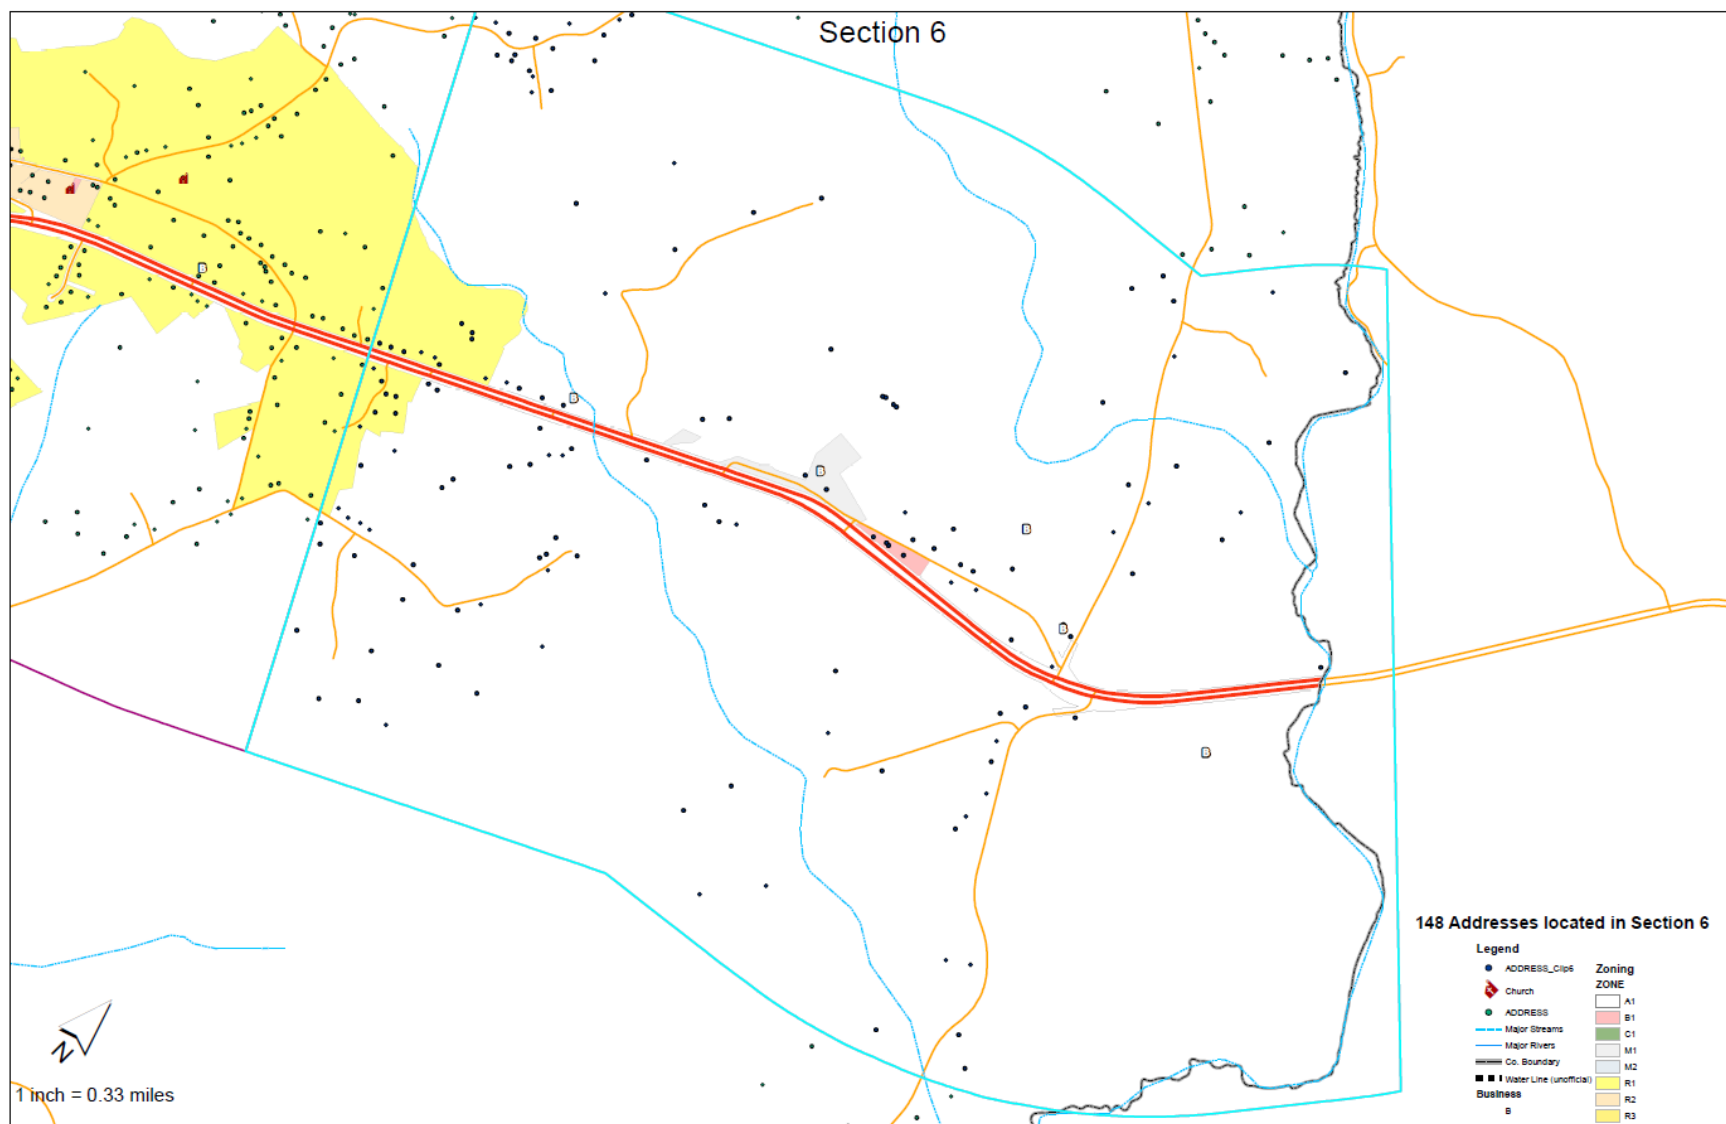 Section 6
148 Addresses located in Section 6
Legend
ADDRESS_Clip6
Church
ADDRESS
Major Streams
Major Rivers
Co. Boundary
Water Line (unofficial)
Business
B
Zoning
ZONE
A1
B1
C1
M1
M2
R1
R2
R3
N
1 inch = 0.33 miles